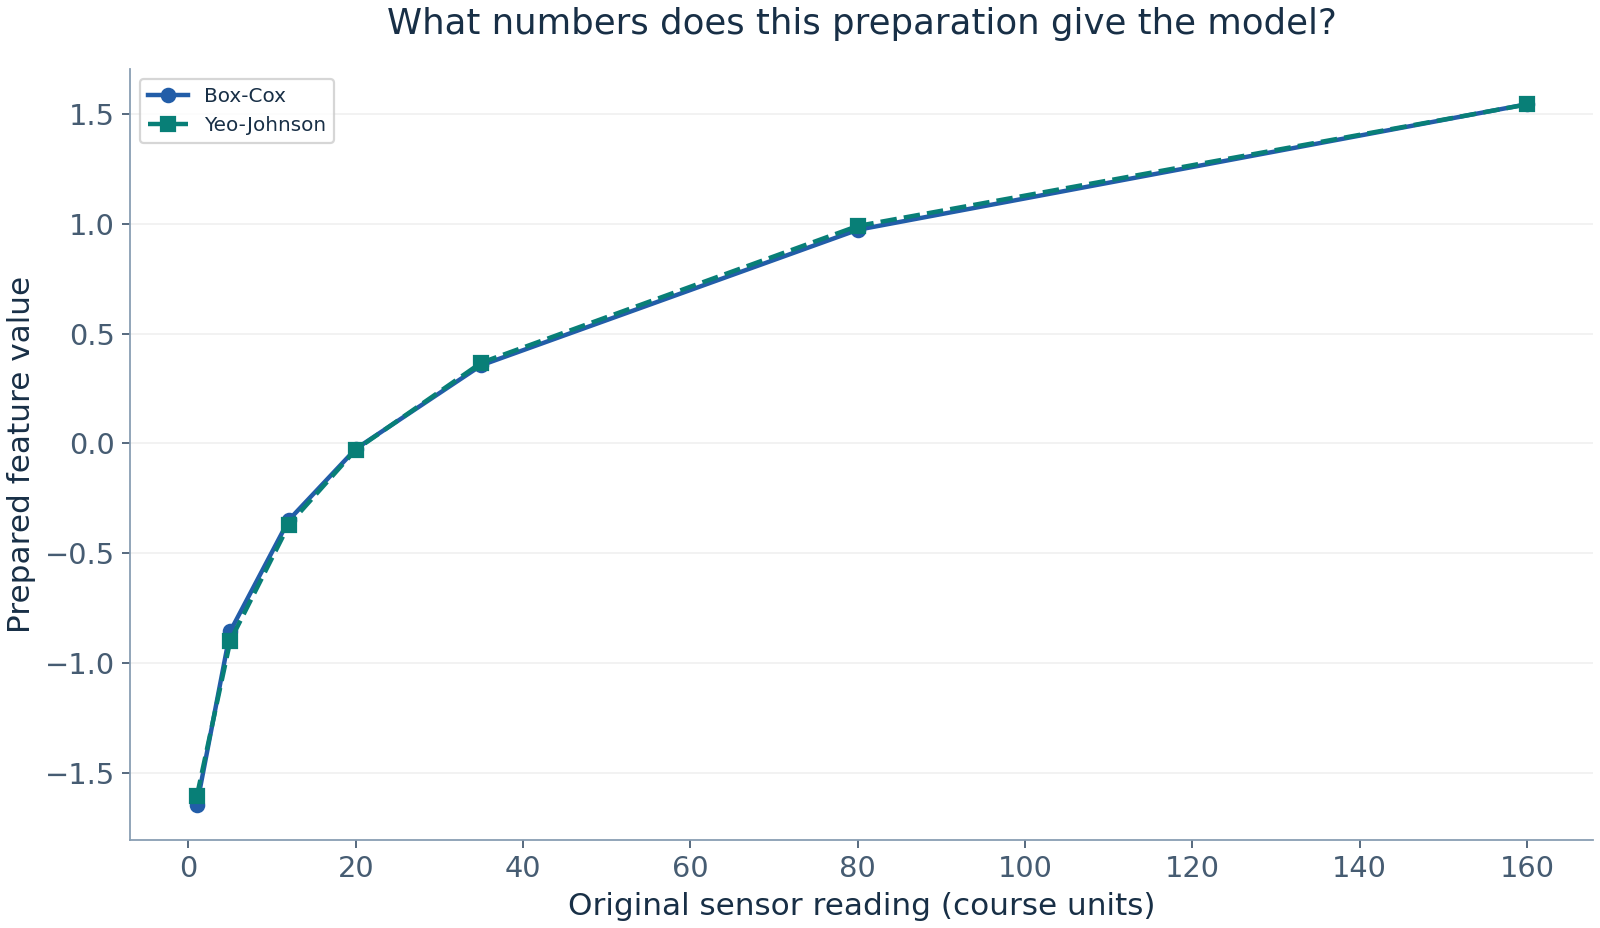 What numbers does this preparation give the model?
Box-Cox
Yeo-Johnson
Prepared feature value
1.5
1.0
0.5
0.0
−0.5
−1.0
−1.5
0 20 40 60 80 100 120 140 160
Original sensor reading (course units)